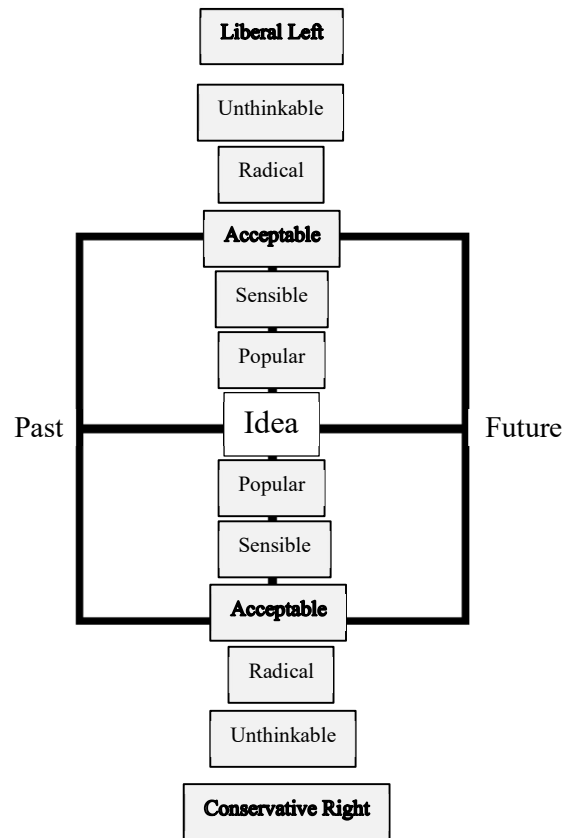 Liberal Left
Unthinkable
Radical
Acceptable
Sensible
Popular
Past
Idea
Future
Popular
Sensible
Acceptable
Radical
Unthinkable
Conservative Right